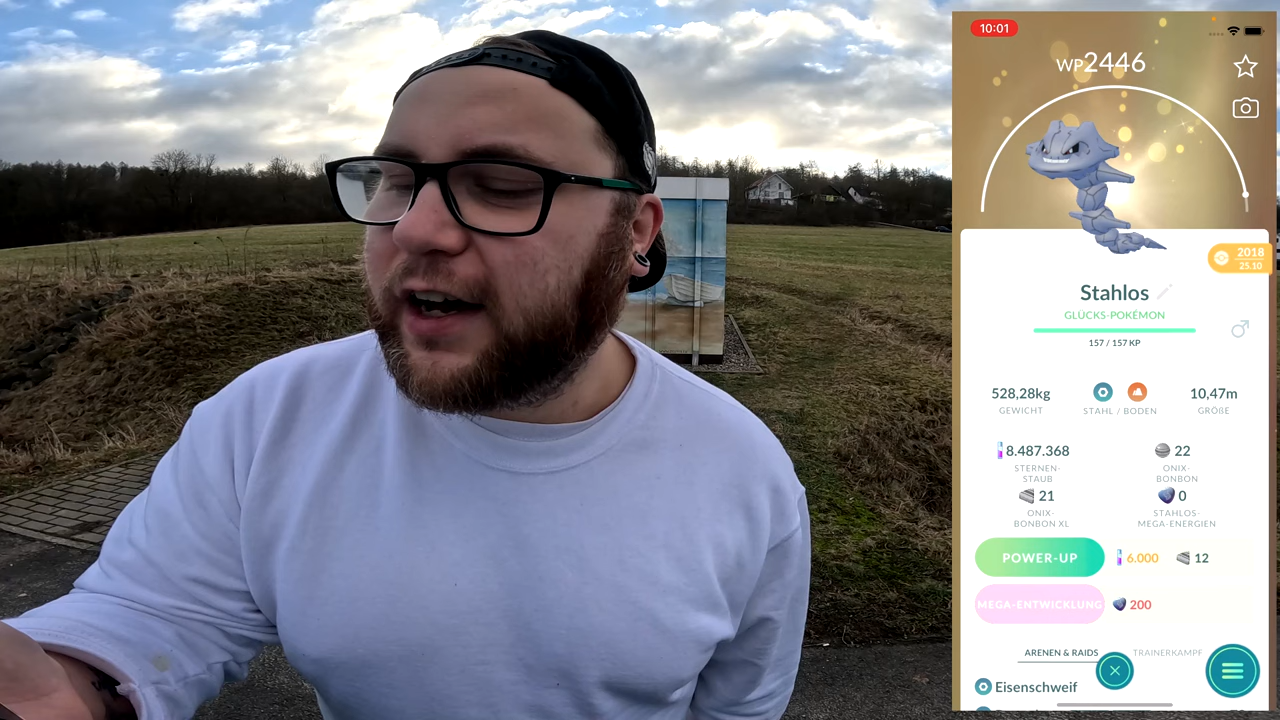 10:01
WP2446
2018
25.10
Stahlos
GLÜCKS-POKÉMON
157 / 157 KP
528,28kg
GEWICHT
STAHL / BODEN
10,47m
GRÖßE
8.487.368
STERNEN-
STAUB
22
ONIX-
BONBON
21
ONIX-
BONBON XL
0
STAHLOS-
MEGA-ENERGIEN
POWER-UP
6.000
12
MEGA-ENTWICKLUNG
200
ARENEN & RAIDS
TRAINERKAMPF
Eisenschweif